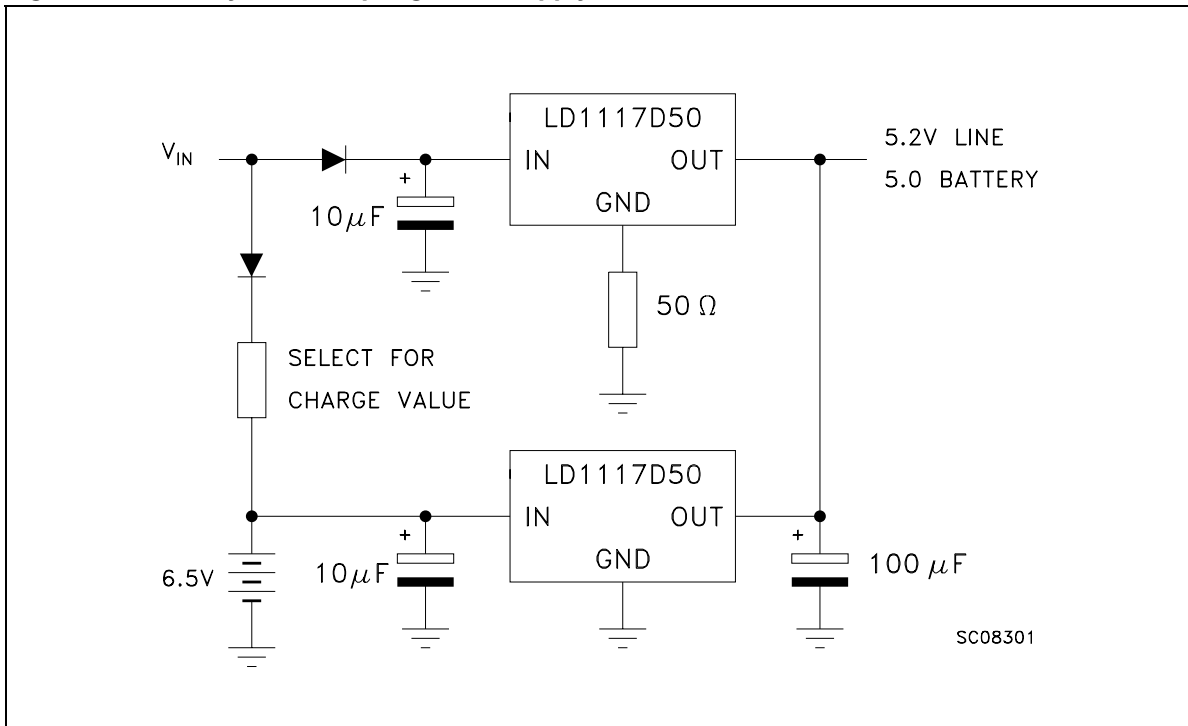 LD1117D50
V_IN
IN OUT
GND
5.2V LINE
5.0 BATTERY
+
10μF
50 Ω
SELECT FOR
CHARGE VALUE
LD1117D50
IN OUT
GND
6.5V
+
10μF
+
100 μF
SC08301